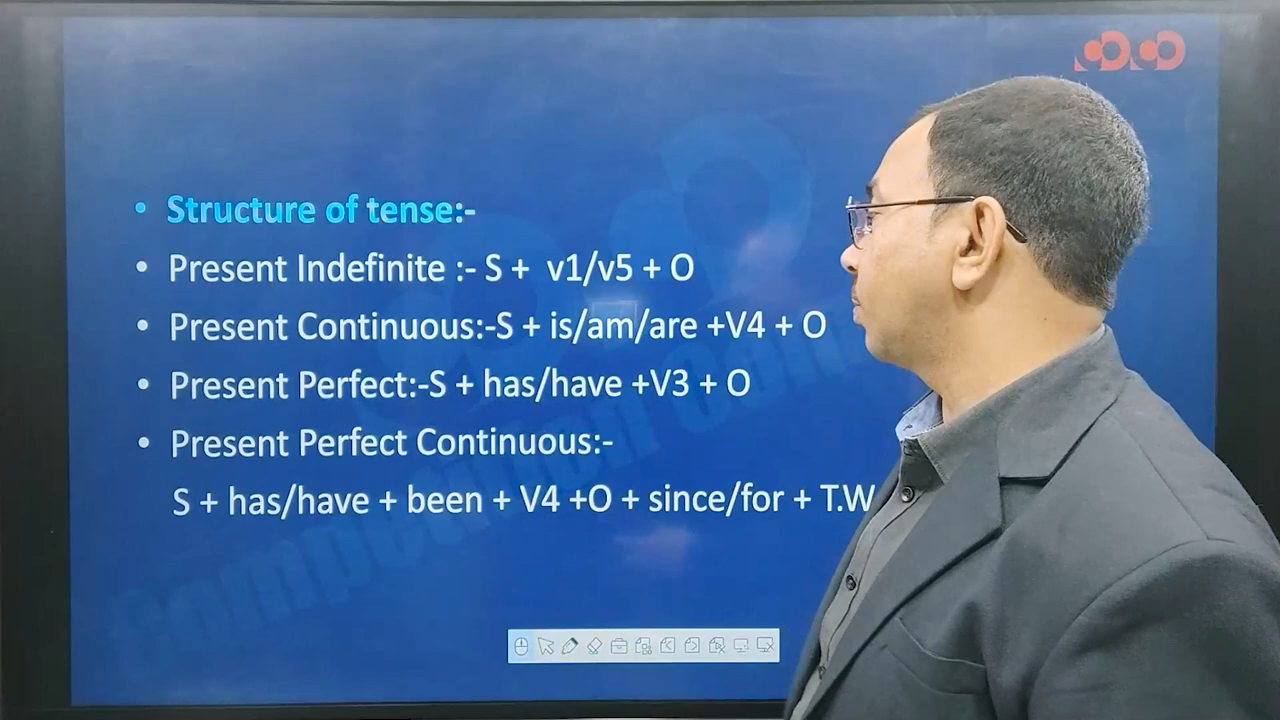 • Structure of tense:-
• Present Indefinite :- S + v1/v5 + O
• Present Continuous:-S + is/am/are +V4 + O
• Present Perfect:-S + has/have +V3 + O
• Present Perfect Continuous:-
S + has/have + been + V4 +O + since/for + T.W